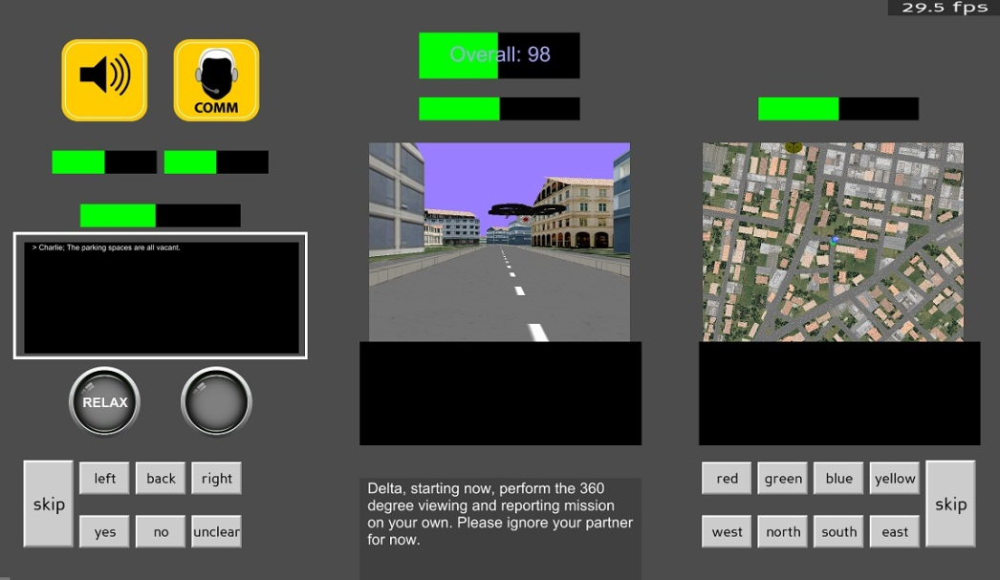 29.5 fps
Overall: 98
COMM
> Charlie; The parking spaces are all vacant.
RELAX
skip
left
back
right
yes
no
unclear
Delta, starting now, perform the 360
degree viewing and reporting mission
on your own. Please ignore your partner
for now.
red
green
blue
yellow
west
north
south
east
skip